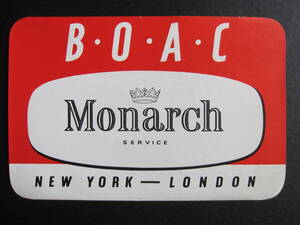 B·O·A·C
Monarch
SERVICE
NEW YORK — LONDON